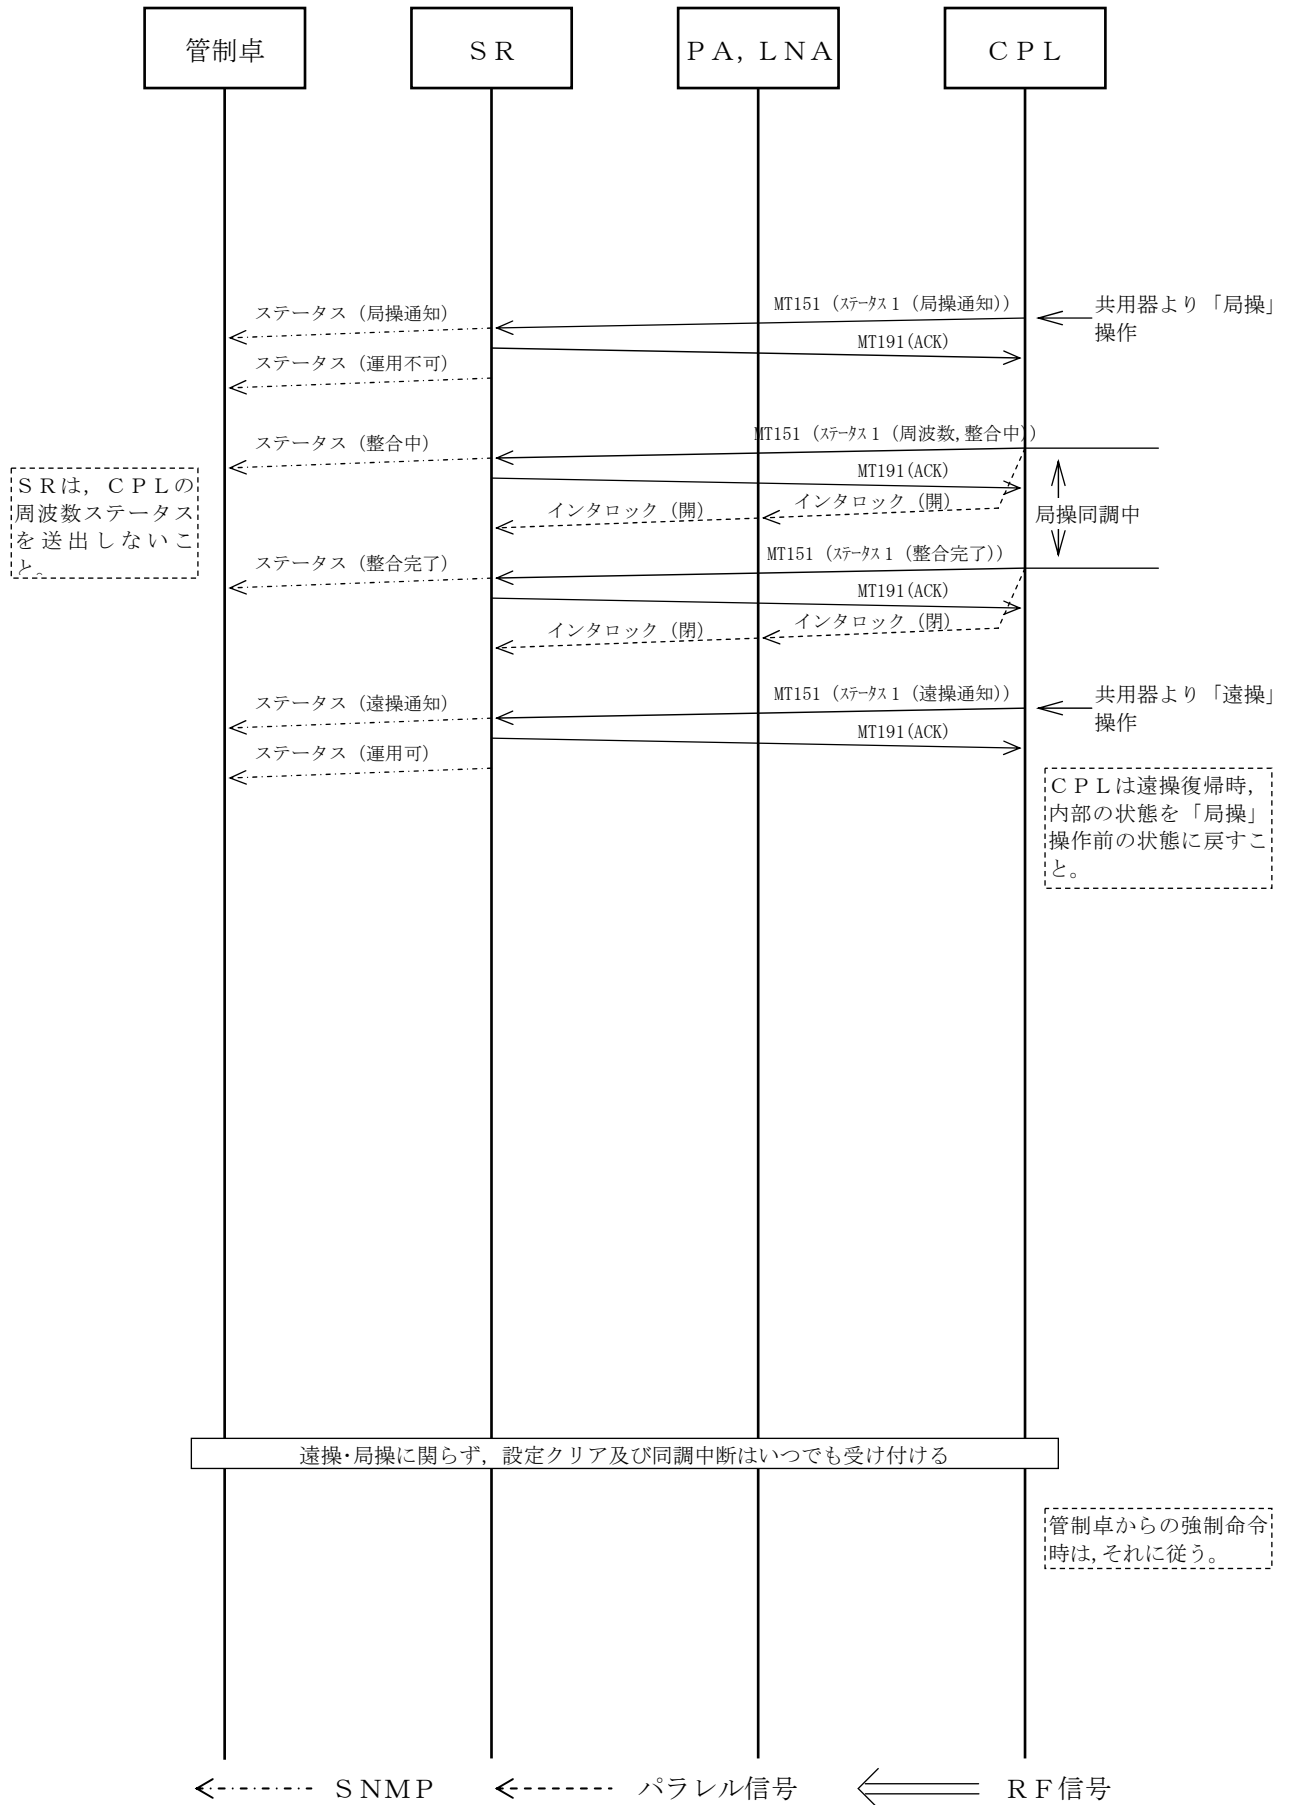 管制卓
ＳＲ
ＰＡ，ＬＮＡ
ＣＰＬ
ステータス（局操通知）
MT151（ｽﾃｰﾀｽ１（局操通知））
共用器より「局操」
操作
MT191(ACK)
ステータス（運用不可）
ステータス（整合中）
MT151（ｽﾃｰﾀｽ１（周波数,整合中））
MT191(ACK)
ＳＲは，ＣＰＬの
周波数ステータス
を送出しないこ
と。
インタロック（開）
インタロック（開）
局操同調中
ステータス（整合完了）
MT151（ｽﾃｰﾀｽ１（整合完了））
MT191(ACK)
インタロック（閉）
インタロック（閉）
ステータス（遠操通知）
MT151（ｽﾃｰﾀｽ１（遠操通知））
共用器より「遠操」
操作
MT191(ACK)
ステータス（運用可）
ＣＰＬは遠操復帰時，
内部の状態を「局操」
操作前の状態に戻すこ
と。
遠操･局操に関らず，設定クリア及び同調中断はいつでも受け付ける
管制卓からの強制命令
時は,それに従う。
ＳＮＭＰ
パラレル信号
ＲＦ信号